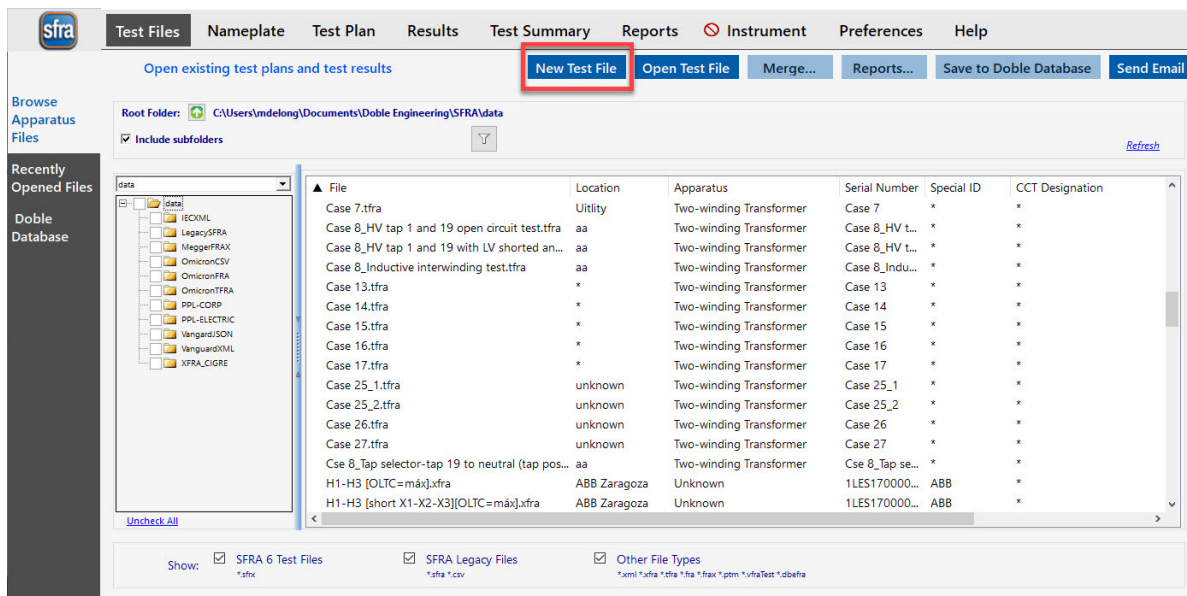 sfra
Test Files Nameplate Test Plan Results Test Summary Reports Instrument Preferences Help
Open existing test plans and test results New Test File Open Test File Merge... Reports... Save to Doble Database Send Email
Browse
Apparatus
Files
Recently
Opened Files
Doble
Database
Root Folder: C:\Users\mdelong\Documents\Doble Engineering\SFRA\data
Include subfolders
Refresh
data
data
IECXML
LegacySFRA
MeggerFRAX
OmicronCSV
OmicronFRA
OmicronTFRA
PPL-CORP
PPL-ELECTRIC
VangardJSON
VanguardXML
XFRA_CIGRE
Uncheck All
▲ File Location Apparatus Serial Number Special ID CCT Designation
Case 7.tfra Uitlity Two-winding Transformer Case 7 * *
Case 8_HV tap 1 and 19 open circuit test.tfra aa Two-winding Transformer Case 8_HV t... * *
Case 8_HV tap 1 and 19 with LV shorted an... aa Two-winding Transformer Case 8_HV t... * *
Case 8_Inductive interwinding test.tfra aa Two-winding Transformer Case 8_Indu... * *
Case 13.tfra * Two-winding Transformer Case 13 * *
Case 14.tfra * Two-winding Transformer Case 14 * *
Case 15.tfra * Two-winding Transformer Case 15 * *
Case 16.tfra * Two-winding Transformer Case 16 * *
Case 17.tfra * Two-winding Transformer Case 17 * *
Case 25_1.tfra unknown Two-winding Transformer Case 25_1 * *
Case 25_2.tfra unknown Two-winding Transformer Case 25_2 * *
Case 26.tfra unknown Two-winding Transformer Case 26 * *
Case 27.tfra unknown Two-winding Transformer Case 27 * *
Cse 8_Tap selector-tap 19 to neutral (tap pos... aa Two-winding Transformer Cse 8_Tap se... * *
H1-H3 [OLTC=máx].xfra ABB Zaragoza Unknown 1LES170000... ABB *
H1-H3 [short X1-X2-X3][OLTC=máx].xfra ABB Zaragoza Unknown 1LES170000... ABB *
Show: SFRA 6 Test Files SFRA Legacy Files Other File Types
*.sfrx *.sfra *.csv *.xml *.xfra *.tfra *.fra *.frax *.ptm *.vfraTest *.dbefra